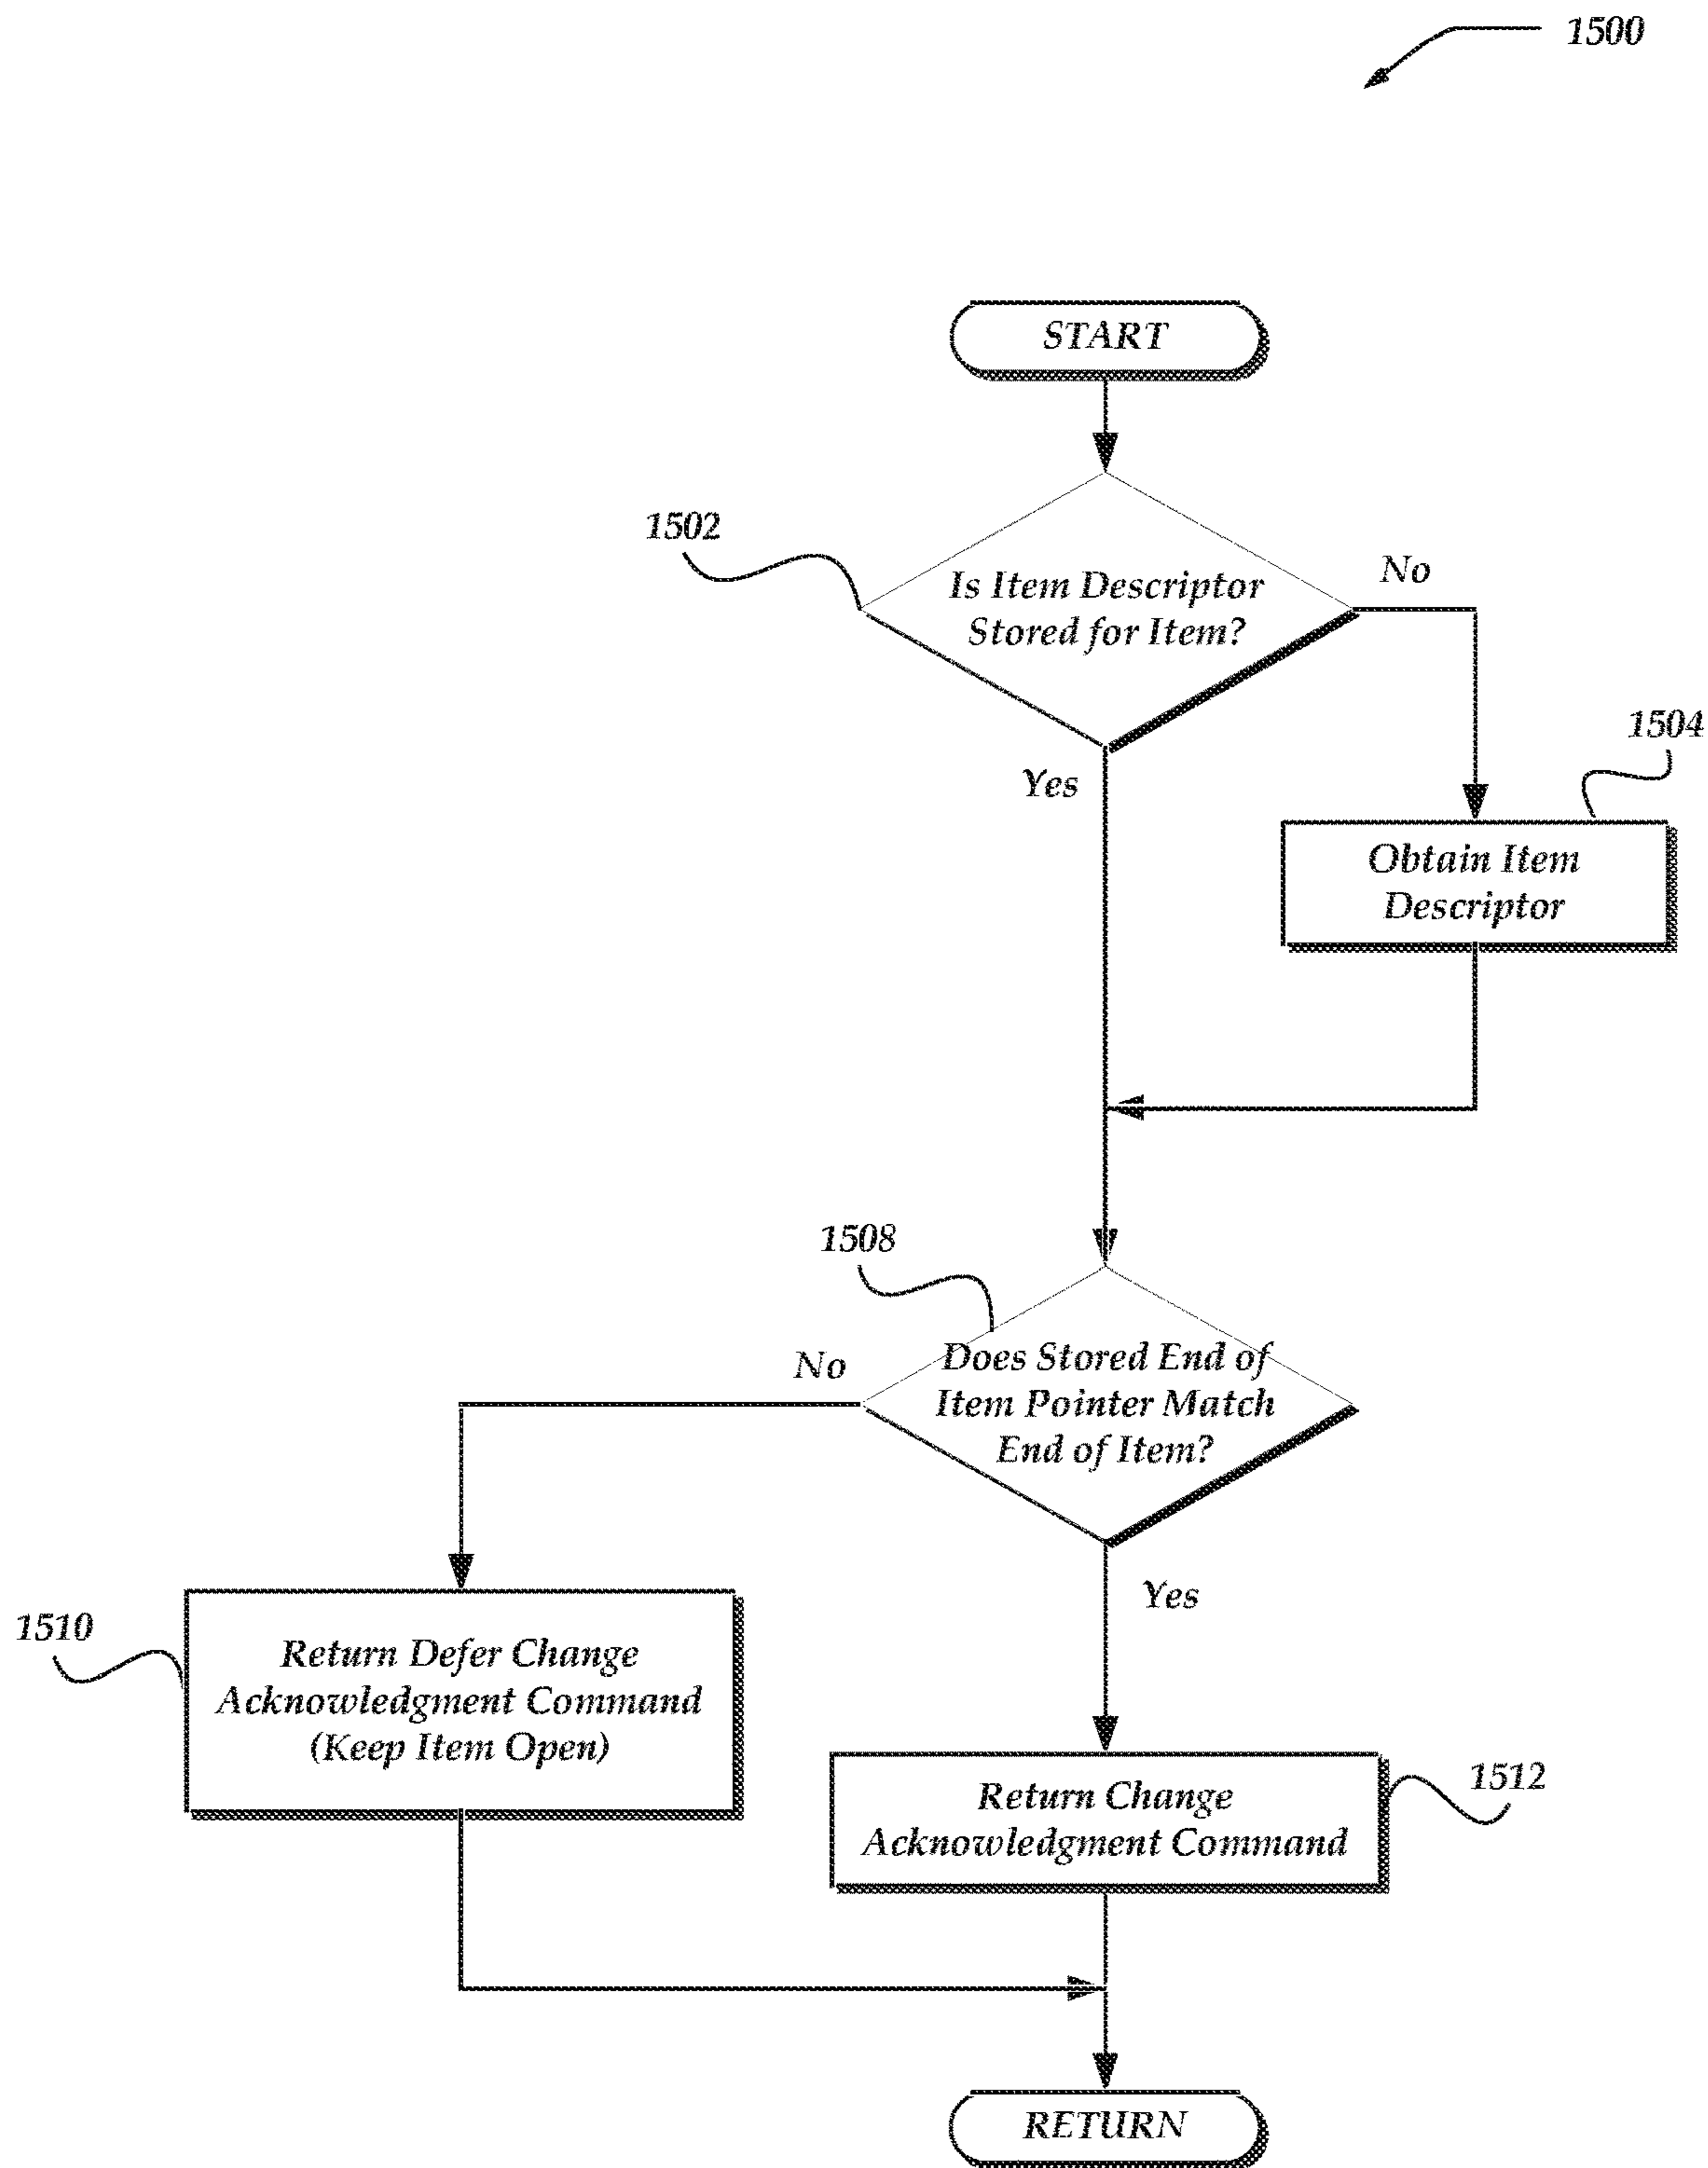 1500
START
1502
Is Item Descriptor
Stored for Item?
No
Yes
1504
Obtain Item
Descriptor
1508
Does Stored End of
Item Pointer Match
End of Item?
No
Yes
1510
Return Defer Change
Acknowledgment Command
(Keep Item Open)
Return Change
Acknowledgment Command
1512
RETURN